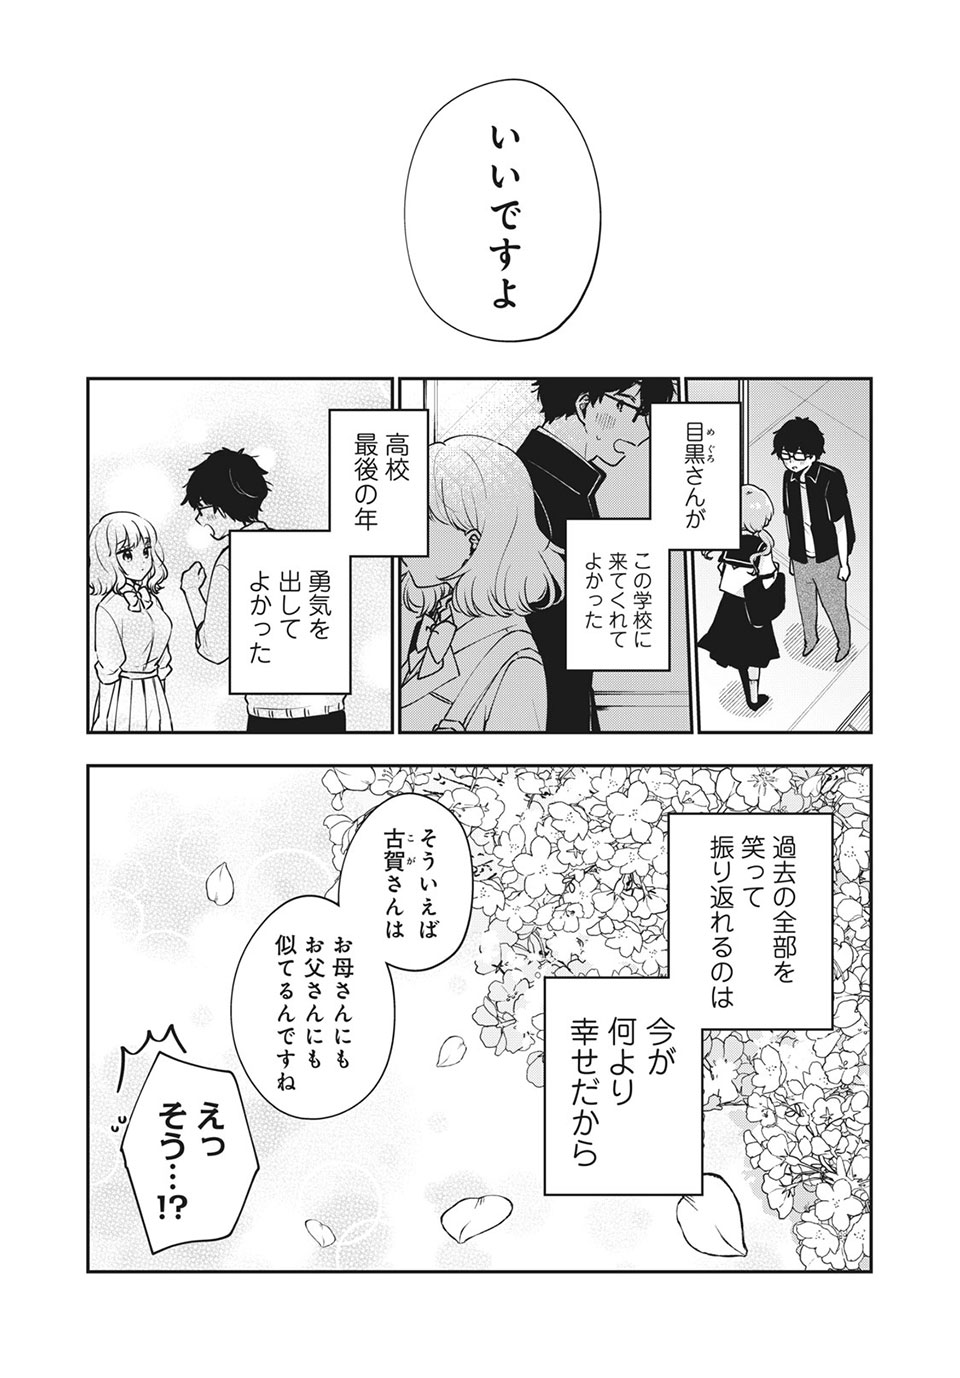 いいですよ
目黒さんが
めぐろ
この学校に
来てくれて
よかった
高校
最後の年
勇気を
出して
よかった
過去の全部を
笑って
振り返れるのは
今が
何より
幸せだから
そういえば
古賀さんは
こが
お母さんにも
お父さんにも
似てるんですね
えっ
そう…!?